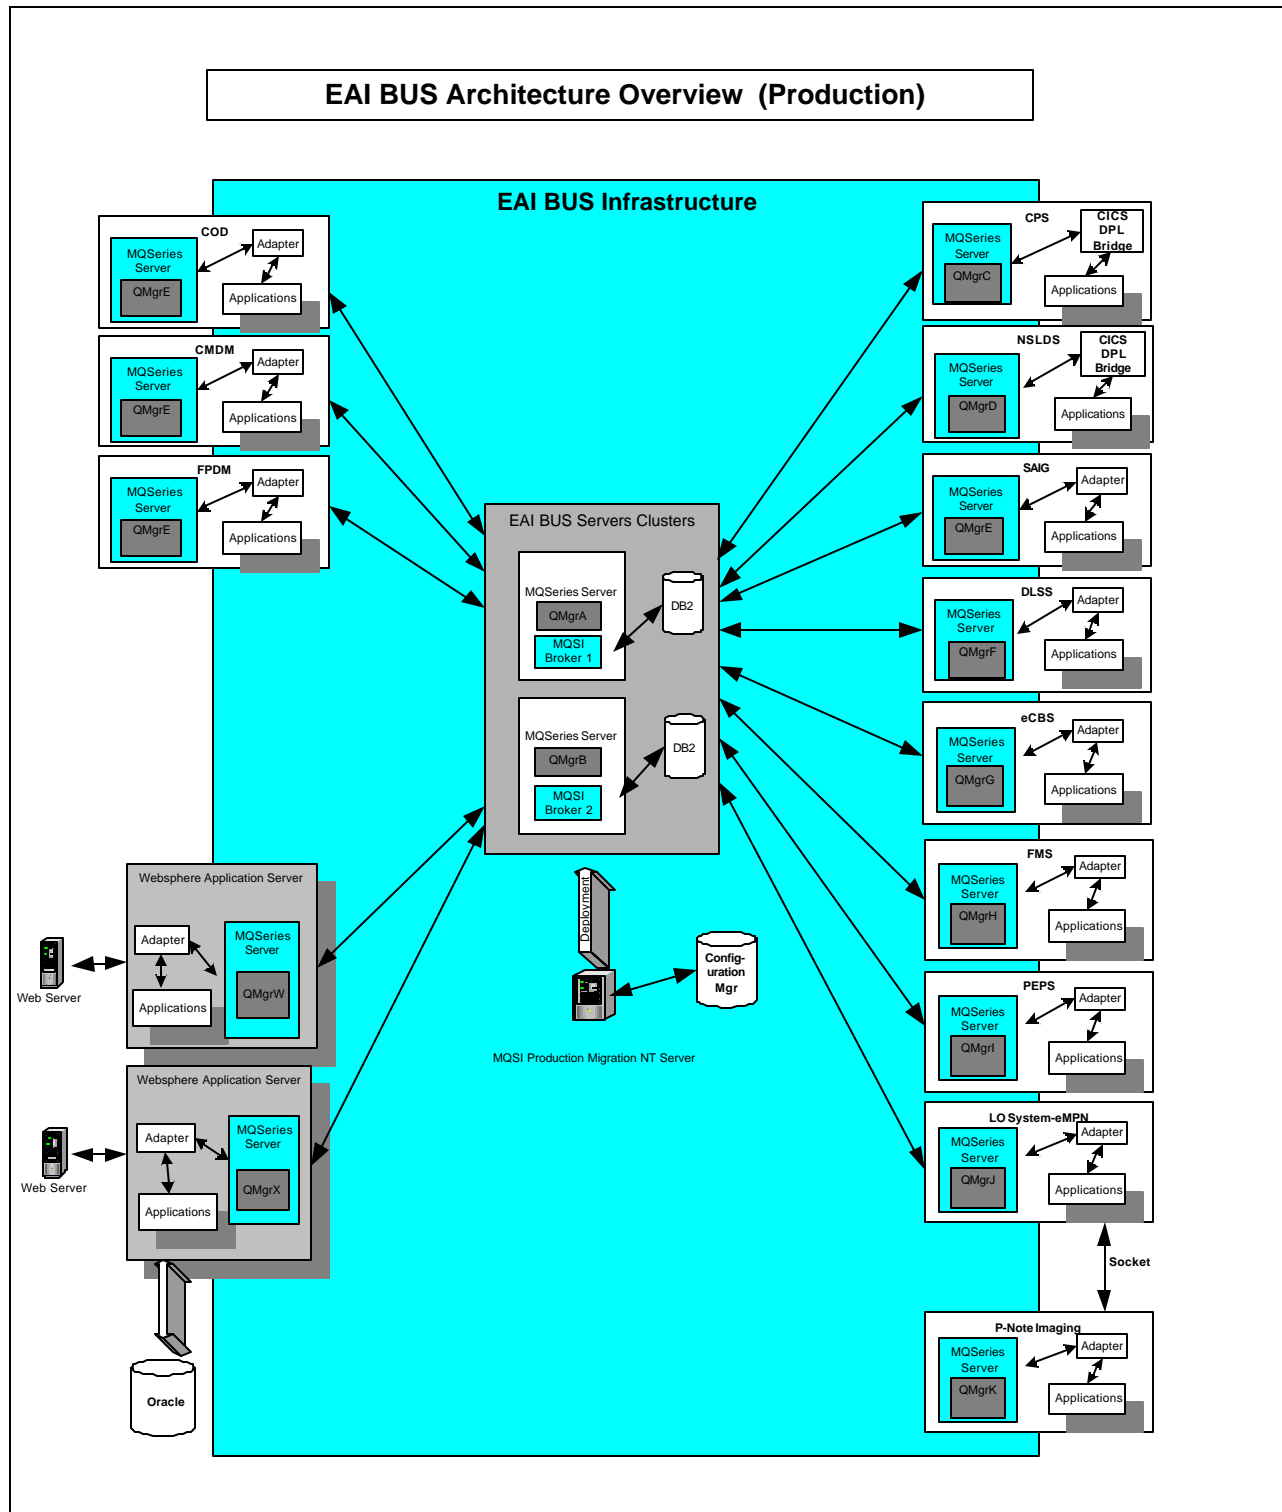 EAI BUS Architecture Overview (Production)
EAI BUS Infrastructure
COD
MQSeries
Server
QMgrE
Adapter
Applications
CMDM
MQSeries
Server
QMgrE
Adapter
Applications
FPDM
MQSeries
Server
QMgrE
Adapter
Applications
Websphere Application Server
Adapter
Applications
MQSeries
Server
QMgrW
Web Server
Websphere Application Server
Adapter
Applications
MQSeries
Server
QMgrX
Web Server
Oracle
EAI BUS Servers Clusters
MQSeries Server
QMgrA
MQSI
Broker 1
DB2
MQSeries Server
QMgrB
MQSI
Broker 2
DB2
Deployment
Config-
uration
Mgr
MQSI Production Migration NT Server
CPS
MQSeries
Server
QMgrC
CICS
DPL
Bridge
Applications
NSLDS
MQSeries
Server
QMgrD
CICS
DPL
Bridge
Applications
SAIG
MQSeries
Server
QMgrE
Adapter
Applications
DLSS
MQSeries
Server
QMgrF
Adapter
Applications
eCBS
MQSeries
Server
QMgrG
Adapter
Applications
FMS
MQSeries
Server
QMgrH
Adapter
Applications
PEPS
MQSeries
Server
QMgrI
Adapter
Applications
LO System-eMPN
MQSeries
Server
QMgrJ
Adapter
Applications
Socket
P-Note Imaging
MQSeries
Server
QMgrK
Adapter
Applications